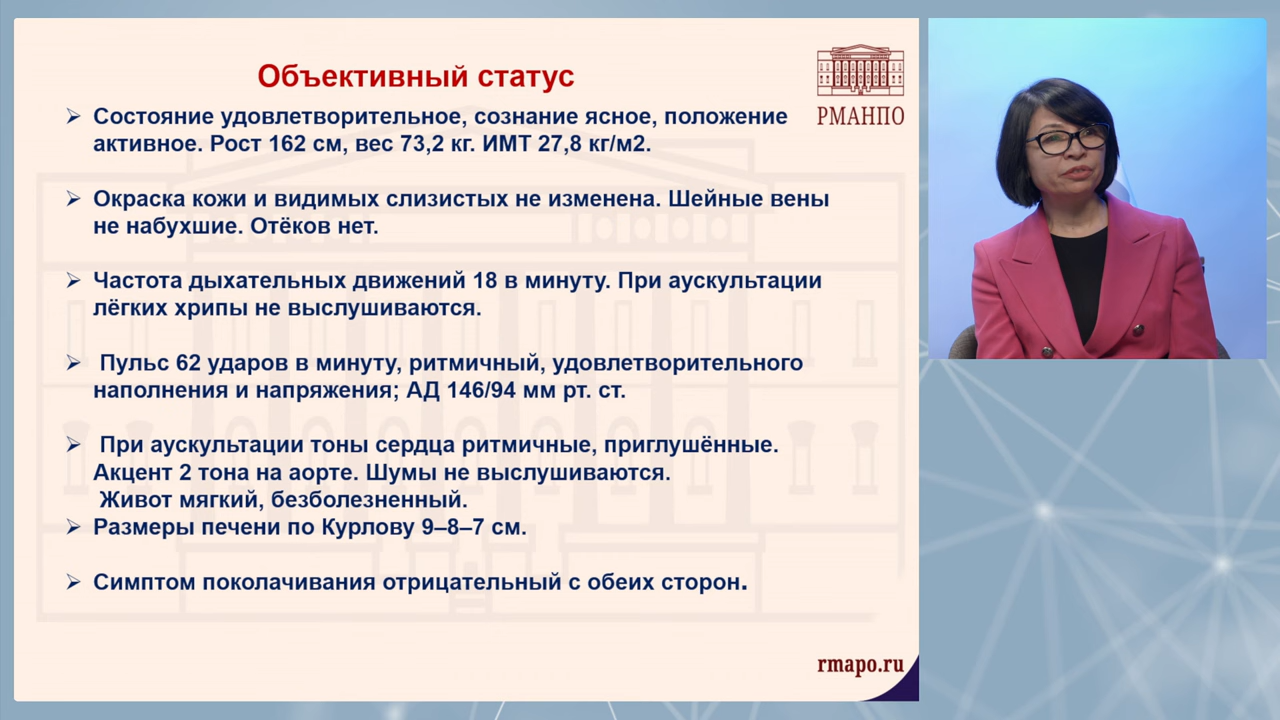 Объективный статус
РМАНПО
➢ Состояние удовлетворительное, сознание ясное, положение
активное. Рост 162 см, вес 73,2 кг. ИМТ 27,8 кг/м2.
➢ Окраска кожи и видимых слизистых не изменена. Шейные вены
не набухшие. Отёков нет.
➢ Частота дыхательных движений 18 в минуту. При аускультации
лёгких хрипы не выслушиваются.
➢ Пульс 62 ударов в минуту, ритмичный, удовлетворительного
наполнения и напряжения; АД 146/94 мм рт. ст.
➢ При аускультации тоны сердца ритмичные, приглушённые.
Акцент 2 тона на аорте. Шумы не выслушиваются.
Живот мягкий, безболезненный.
➢ Размеры печени по Курлову 9–8–7 см.
➢ Симптом поколачивания отрицательный с обеих сторон.
rmapo.ru